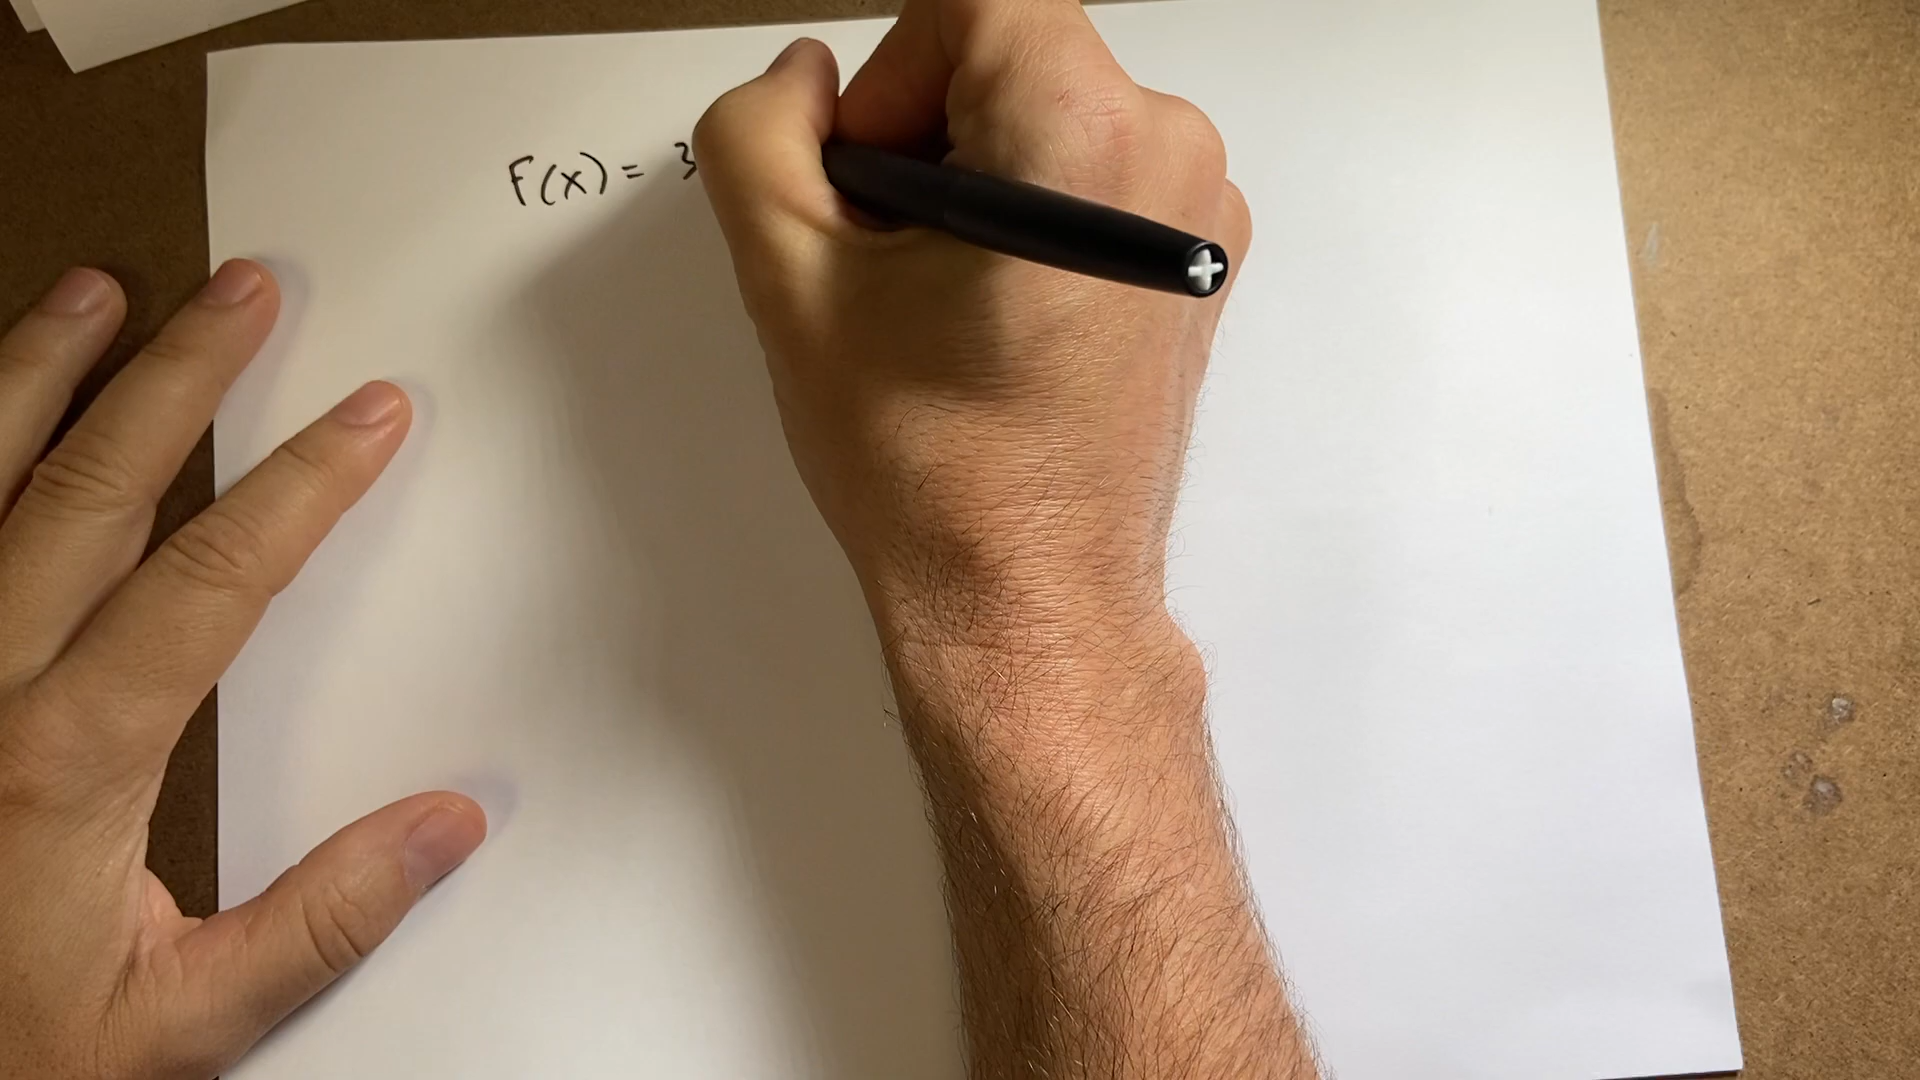 F(x) = 3